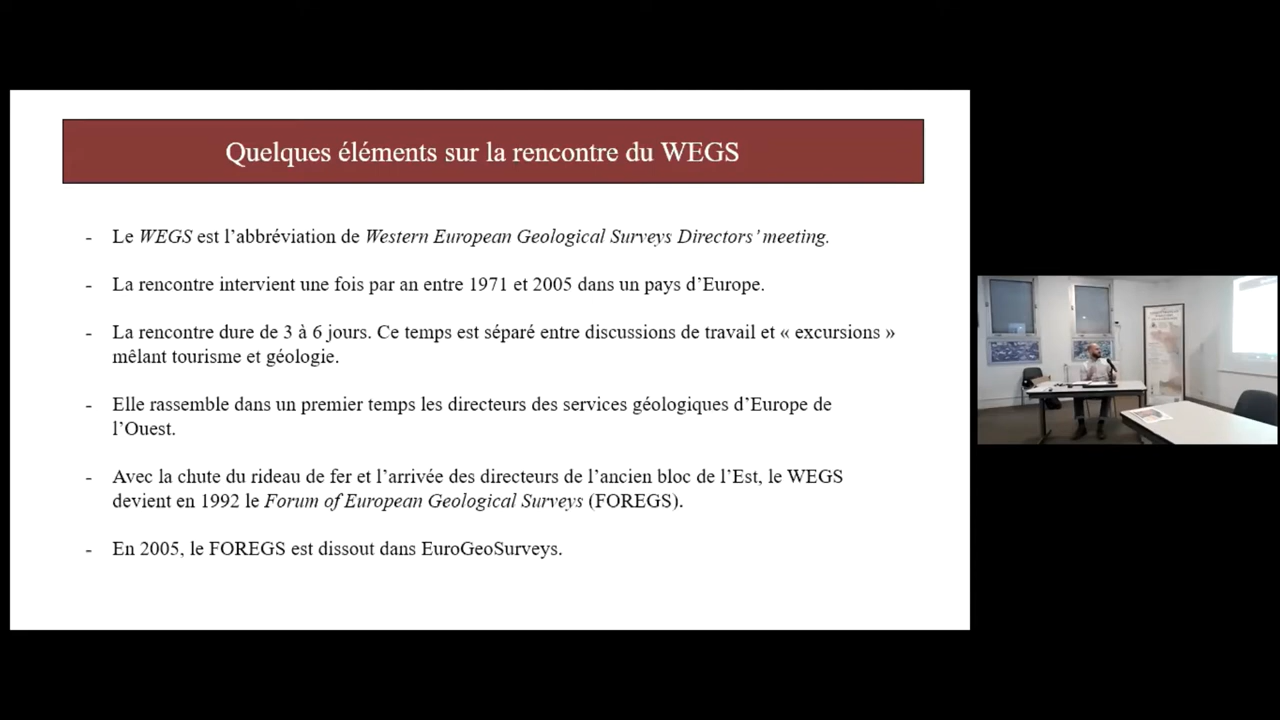 Quelques éléments sur la rencontre du WEGS
- Le WEGS est l’abbréviation de Western European Geological Surveys Directors’ meeting.
- La rencontre intervient une fois par an entre 1971 et 2005 dans un pays d’Europe.
- La rencontre dure de 3 à 6 jours. Ce temps est séparé entre discussions de travail et « excursions »
mêlant tourisme et géologie.
- Elle rassemble dans un premier temps les directeurs des services géologiques d’Europe de
l’Ouest.
- Avec la chute du rideau de fer et l’arrivée des directeurs de l’ancien bloc de l’Est, le WEGS
devient en 1992 le Forum of European Geological Surveys (FOREGS).
- En 2005, le FOREGS est dissout dans EuroGeoSurveys.